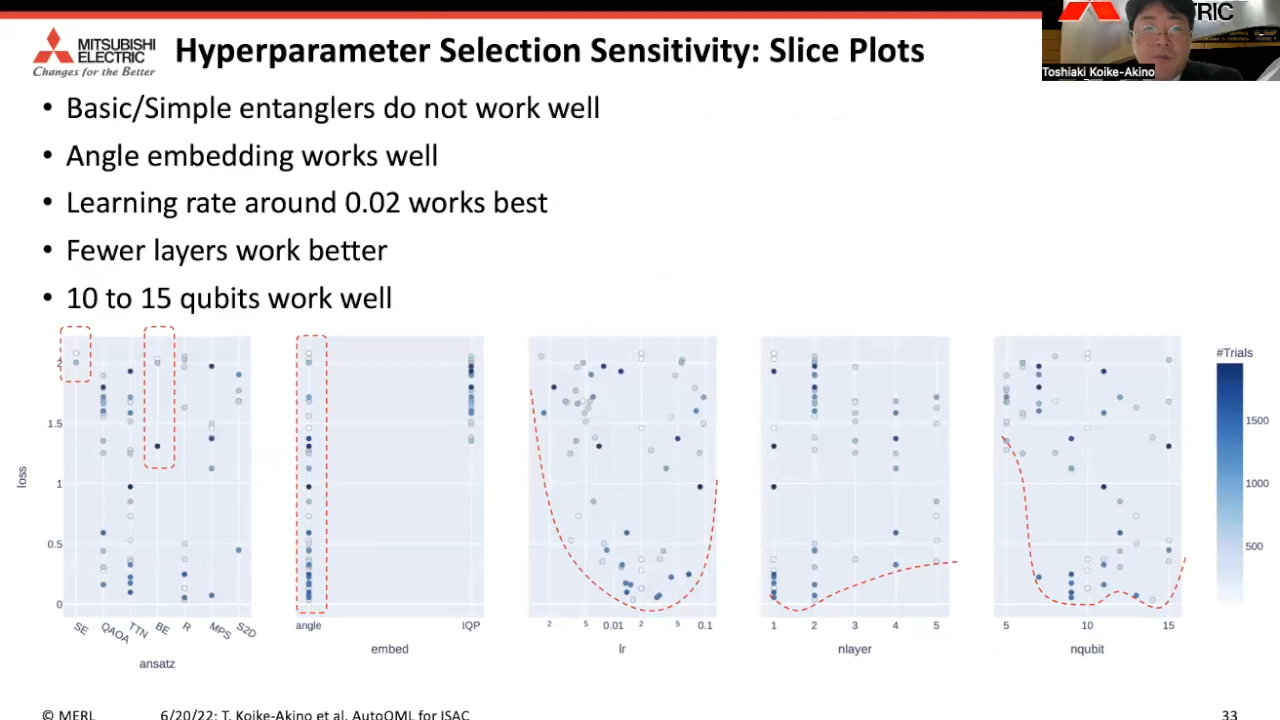 MITSUBISHI
ELECTRIC
Changes for the Better
Hyperparameter Selection Sensitivity: Slice Plots
TRIC
Toshiaki Koike-Akino
• Basic/Simple entanglers do not work well
• Angle embedding works well
• Learning rate around 0.02 works best
• Fewer layers work better
• 10 to 15 qubits work well
loss
2
1.5
1
0.5
0
SE QAOA TTN BE R MPS S2D
ansatz
angle IQP
embed
2 5 0.01 2 5 0.1
lr
1 2 3 4 5
nlayer
5 10 15
nqubit
#Trials
1500
1000
500
© MERL 6/20/22; T. Koike-Akino et al. AutoQML for ISAC 33